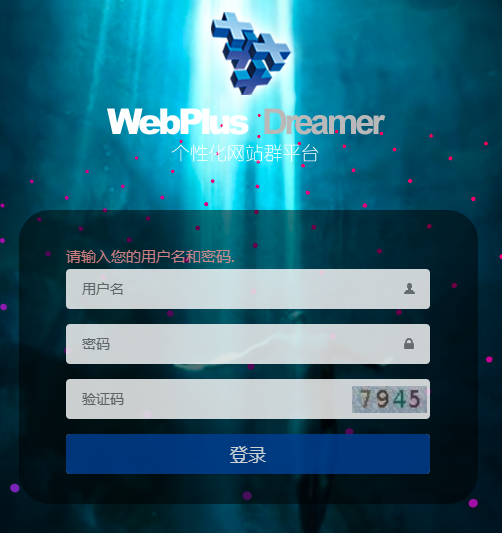 WebPlus Dreamer
个性化网站群平台
请输入您的用户名和密码.
用户名
密码
验证码 7945
登录